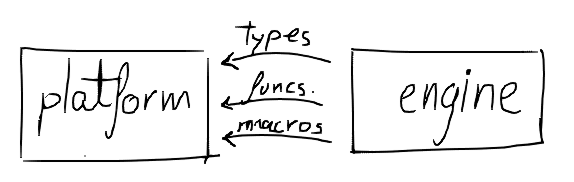 types
platform
funcs.
engine
macros